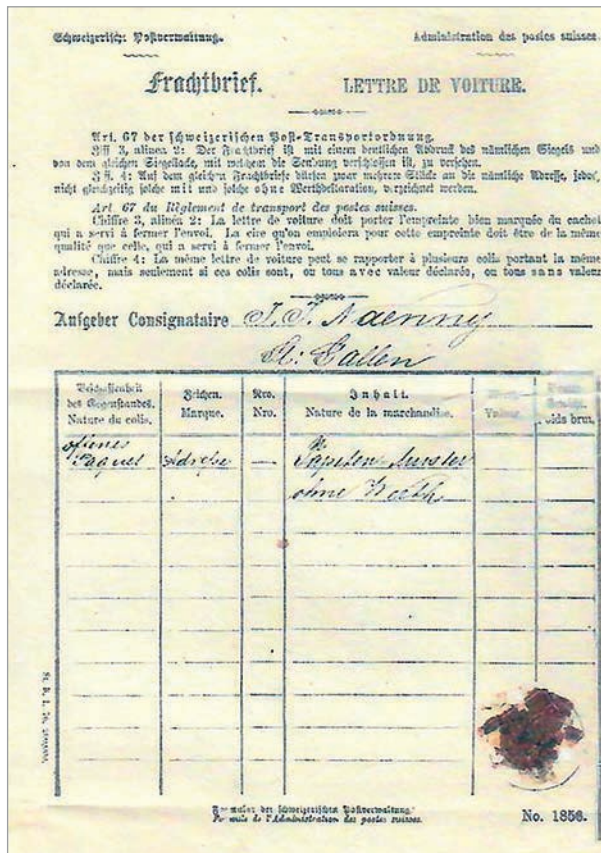 Schweizerische Postverwaltung. Administration des postes suisses.
Frachtbrief. LETTRE DE VOITURE.
Art. 67 der schweizerischen Post-Transportordnung.
Ziff 3, alinea 2: Der Frachtbrief ist mit einem deutlichen Abdruck des nämlichen Siegels und
von dem gleichen Siegellack, mit welchem die Sendung verschlossen ist, zu versehen.
Ziff. 4: Auf dem gleichen Frachtbriefe dürfen zwar mehrere Stücke an die nämliche Adresse, jedoch
nicht gleichzeitig solche mit und solche ohne Werthdeklaration, verzeichnet werden.
Art 67 du Règlement de transport des postes suisses.
Chiffre 3, alinéa 2: La lettre de voiture doit porter l'empreinte bien marquée du cachet
qui a servi à fermer l'envoi. La cire qu'on emploiera pour cette empreinte doit être de la même
qualité que celle, qui a servi à fermer l'envoi.
Chiffre 4: La même lettre de voiture peut se rapporter à plusieurs colis portant la même
adresse, mais seulement si ces colis sont, ou tous avec valeur déclarée, ou tous sans valeur
déclarée.
Aufgeber Consignataire J. J. Naenny
St: Gallen
Beschaffenheit Zeichen. Nro. Inhalt.
des Gegenstandes. Marque. Nro. Nature de la marchandise. Valeur.
Nature du colis. poids brut.
offenes
Paquet Adresse — Tapeten Muster
ohne Werth
Formular der schweizerischen Postverwaltung.
Formule de l'Administration des postes suisses. No. 1856.